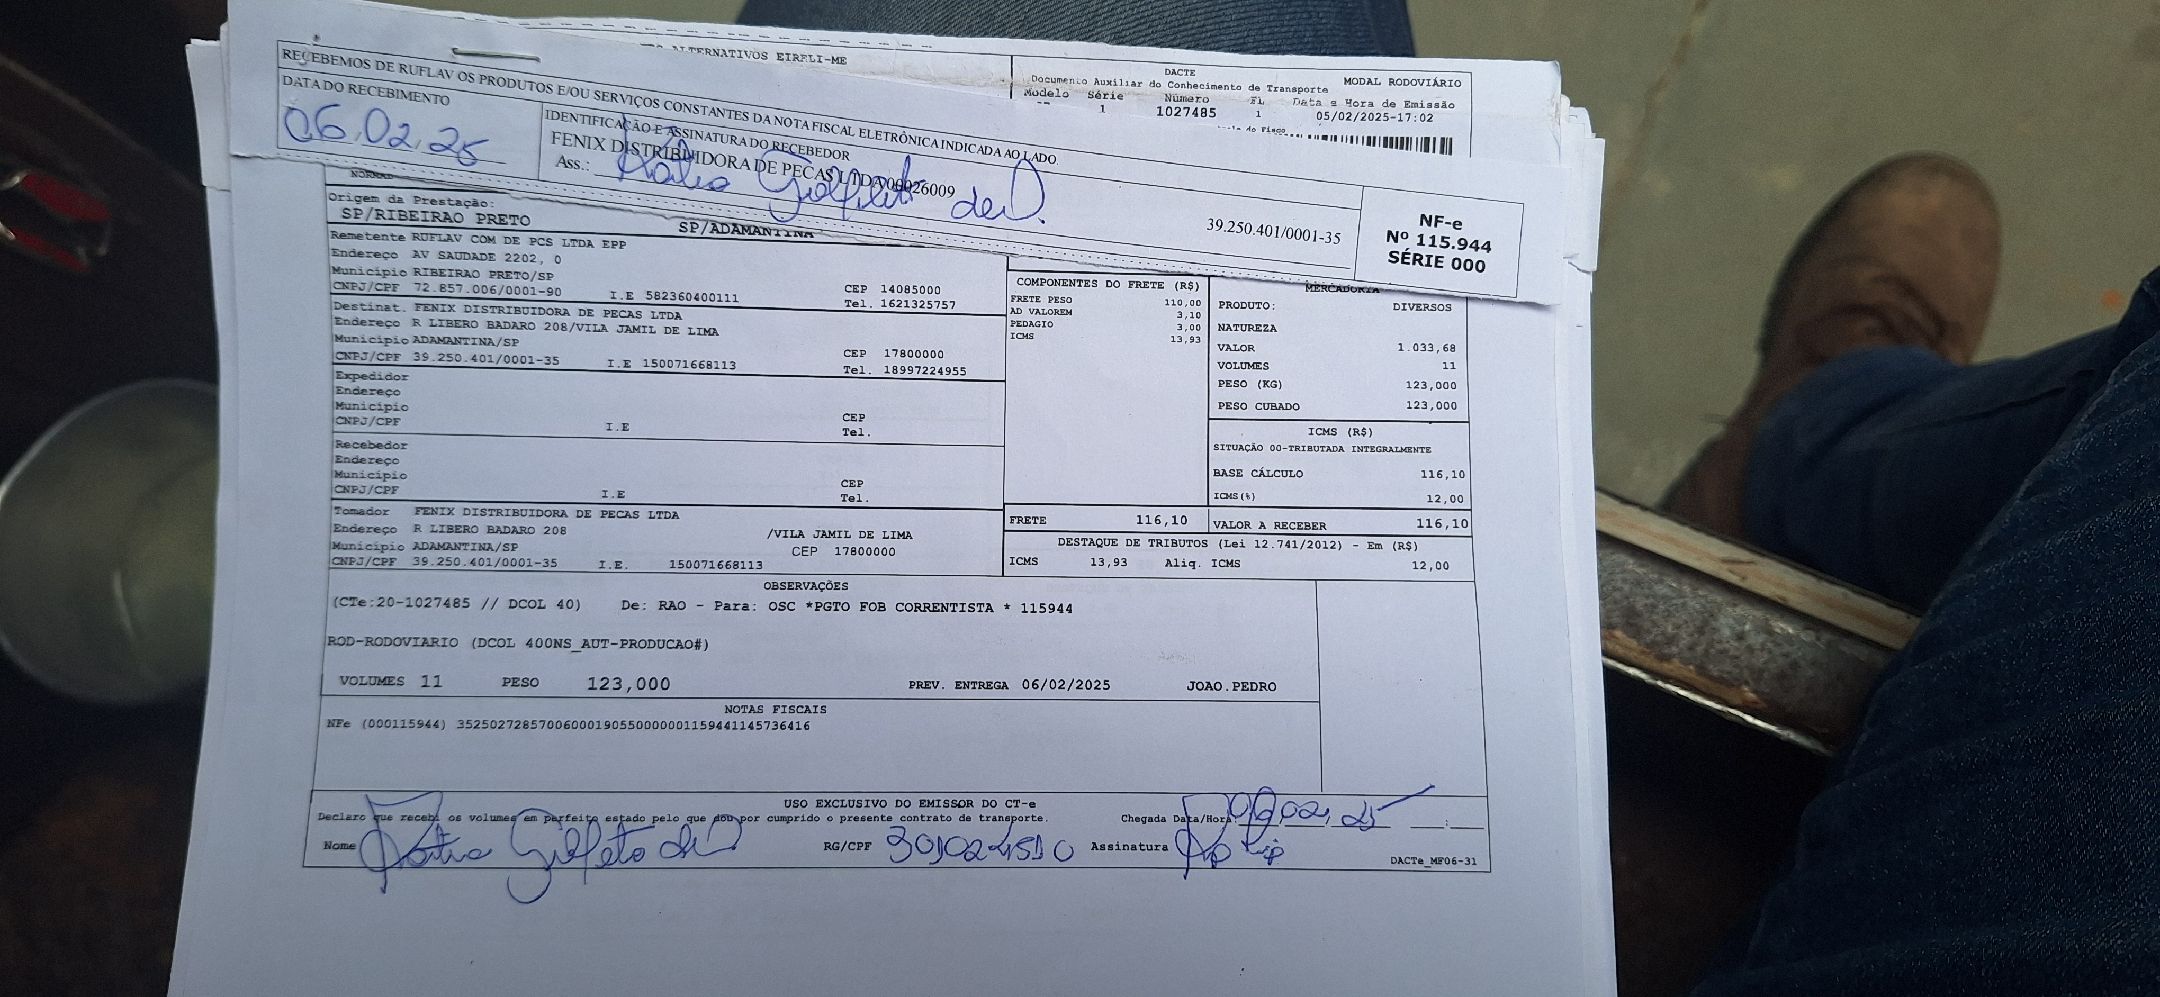 ALTERNATIVOS EIRELI-ME
DACTE
Documento Auxiliar do Conhecimento de Transporte
MODAL RODOVIÁRIO
Modelo Série Número FL Data e Hora de Emissão
-- 1 1027485 1 05/02/2025-17:02
do Fisco
RECEBEMOS DE RUFLAV OS PRODUTOS E/OU SERVIÇOS CONSTANTES DA NOTA FISCAL ELETRÔNICA INDICADA AO LADO
DATA DO RECEBIMENTO
06.02.25
IDENTIFICAÇÃO E ASSINATURA DO RECEBEDOR
FENIX DISTRIBUIDORA DE PECAS LTDA 00026009
Ass.:
39.250.401/0001-35
NF-e
Nº 115.944
SÉRIE 000
NORMAL
Origem da Prestação:
SP/RIBEIRAO PRETO
SP/ADAMANTINA
Remetente RUFLAV COM DE PCS LTDA EPP
Endereço AV SAUDADE 2202, 0
Município RIBEIRAO PRETO/SP CEP 14085000
CNPJ/CPF 72.857.006/0001-90 I.E 582360400111 Tel. 1621325757
Destinat. FENIX DISTRIBUIDORA DE PECAS LTDA
Endereço R LIBERO BADARO 208/VILA JAMIL DE LIMA
Município ADAMANTINA/SP CEP 17800000
CNPJ/CPF 39.250.401/0001-35 I.E 150071668113 Tel. 18997224955
Expedidor
Endereço
Município CEP
CNPJ/CPF I.E Tel.
Recebedor
Endereço
Município CEP
CNPJ/CPF I.E Tel.
Tomador FENIX DISTRIBUIDORA DE PECAS LTDA
Endereço R LIBERO BADARO 208 /VILA JAMIL DE LIMA
Município ADAMANTINA/SP CEP 17800000
CNPJ/CPF 39.250.401/0001-35 I.E. 150071668113
COMPONENTES DO FRETE (R$)
FRETE PESO 110,00
AD VALOREM 3,10
PEDAGIO 3,00
ICMS 13,93
FRETE 116,10
MERCADORIA
PRODUTO: DIVERSOS
NATUREZA
VALOR 1.033,68
VOLUMES 11
PESO (KG) 123,000
PESO CUBADO 123,000
ICMS (R$)
SITUAÇÃO 00-TRIBUTADA INTEGRALMENTE
BASE CÁLCULO 116,10
ICMS(%) 12,00
VALOR A RECEBER 116,10
DESTAQUE DE TRIBUTOS (Lei 12.741/2012) - Em (R$)
ICMS 13,93 Aliq. ICMS 12,00
OBSERVAÇÕES
(CTe:20-1027485 // DCOL 40) De: RAO - Para: OSC *PGTO FOB CORRENTISTA * 115944
ROD-RODOVIARIO (DCOL 400NS_AUT-PRODUCAO#)
VOLUMES 11 PESO 123,000 PREV. ENTREGA 06/02/2025 JOAO.PEDRO
NOTAS FISCAIS
NFe (000115944) 35250272857006000190550000001159441145736416
USO EXCLUSIVO DO EMISSOR DO CT-e
Declaro que recebi os volumes em perfeito estado pelo que dou por cumprido o presente contrato de transporte. Chegada Data/Hora: 06.02.25
Nome RG/CPF Assinatura
DACTe_MF06-31